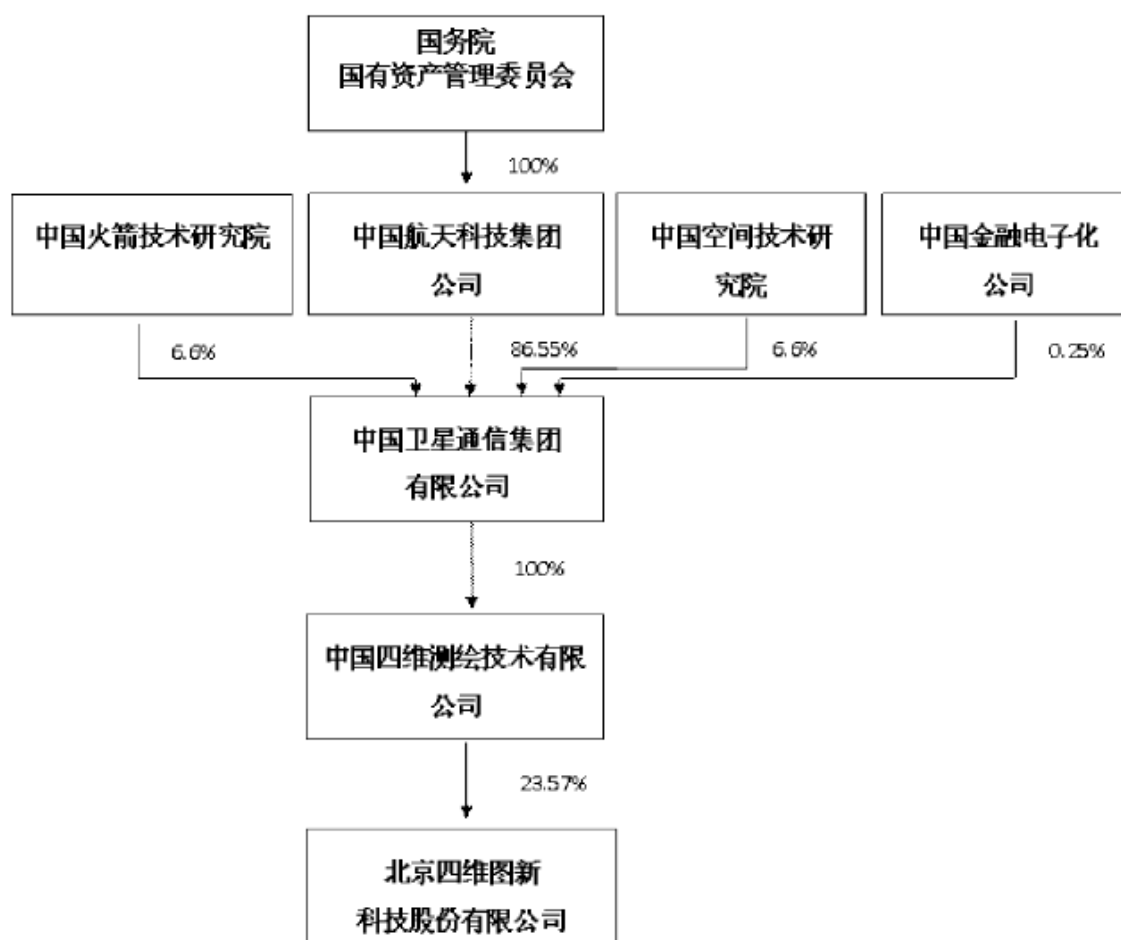 国务院
国有资产管理委员会
100%
中国火箭技术研究院
中国航天科技集团
公司
中国空间技术研
究院
中国金融电子化
公司
6.6%
86.55%
6.6%
0.25%
中国卫星通信集团
有限公司
100%
中国四维测绘技术有限
公司
23.57%
北京四维图新
科技股份有限公司